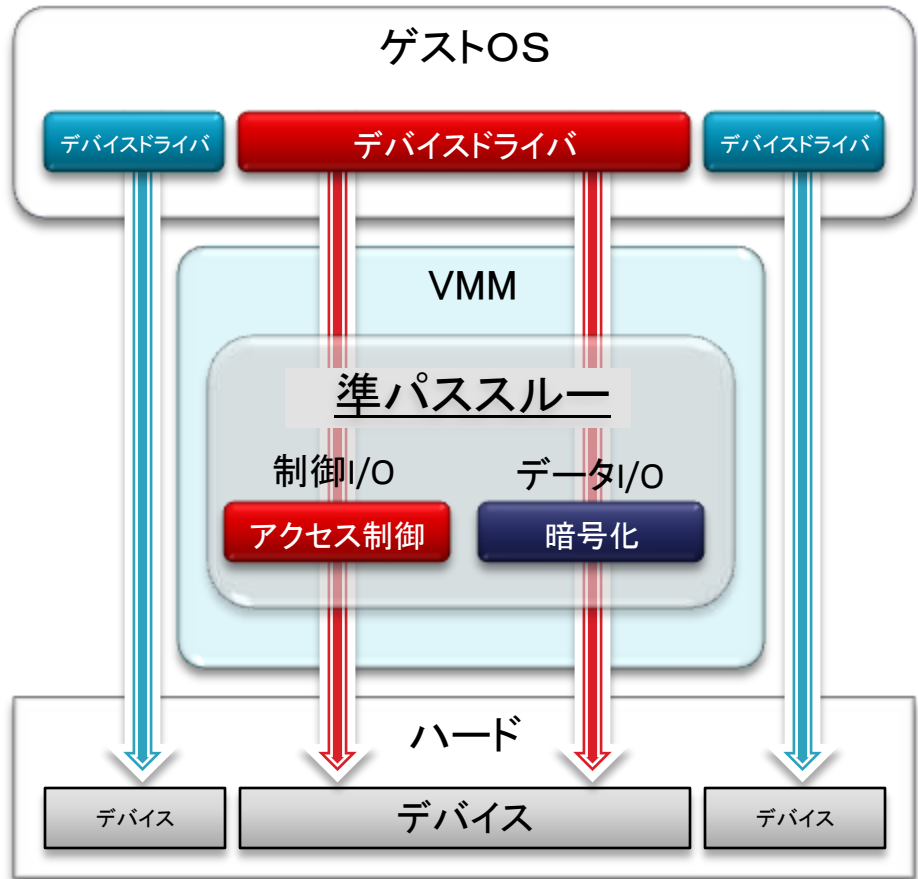 ゲストOS
デバイスドライバ デバイスドライバ デバイスドライバ
VMM
準パススルー
制御I/O データI/O
アクセス制御 暗号化
ハード
デバイス デバイス デバイス